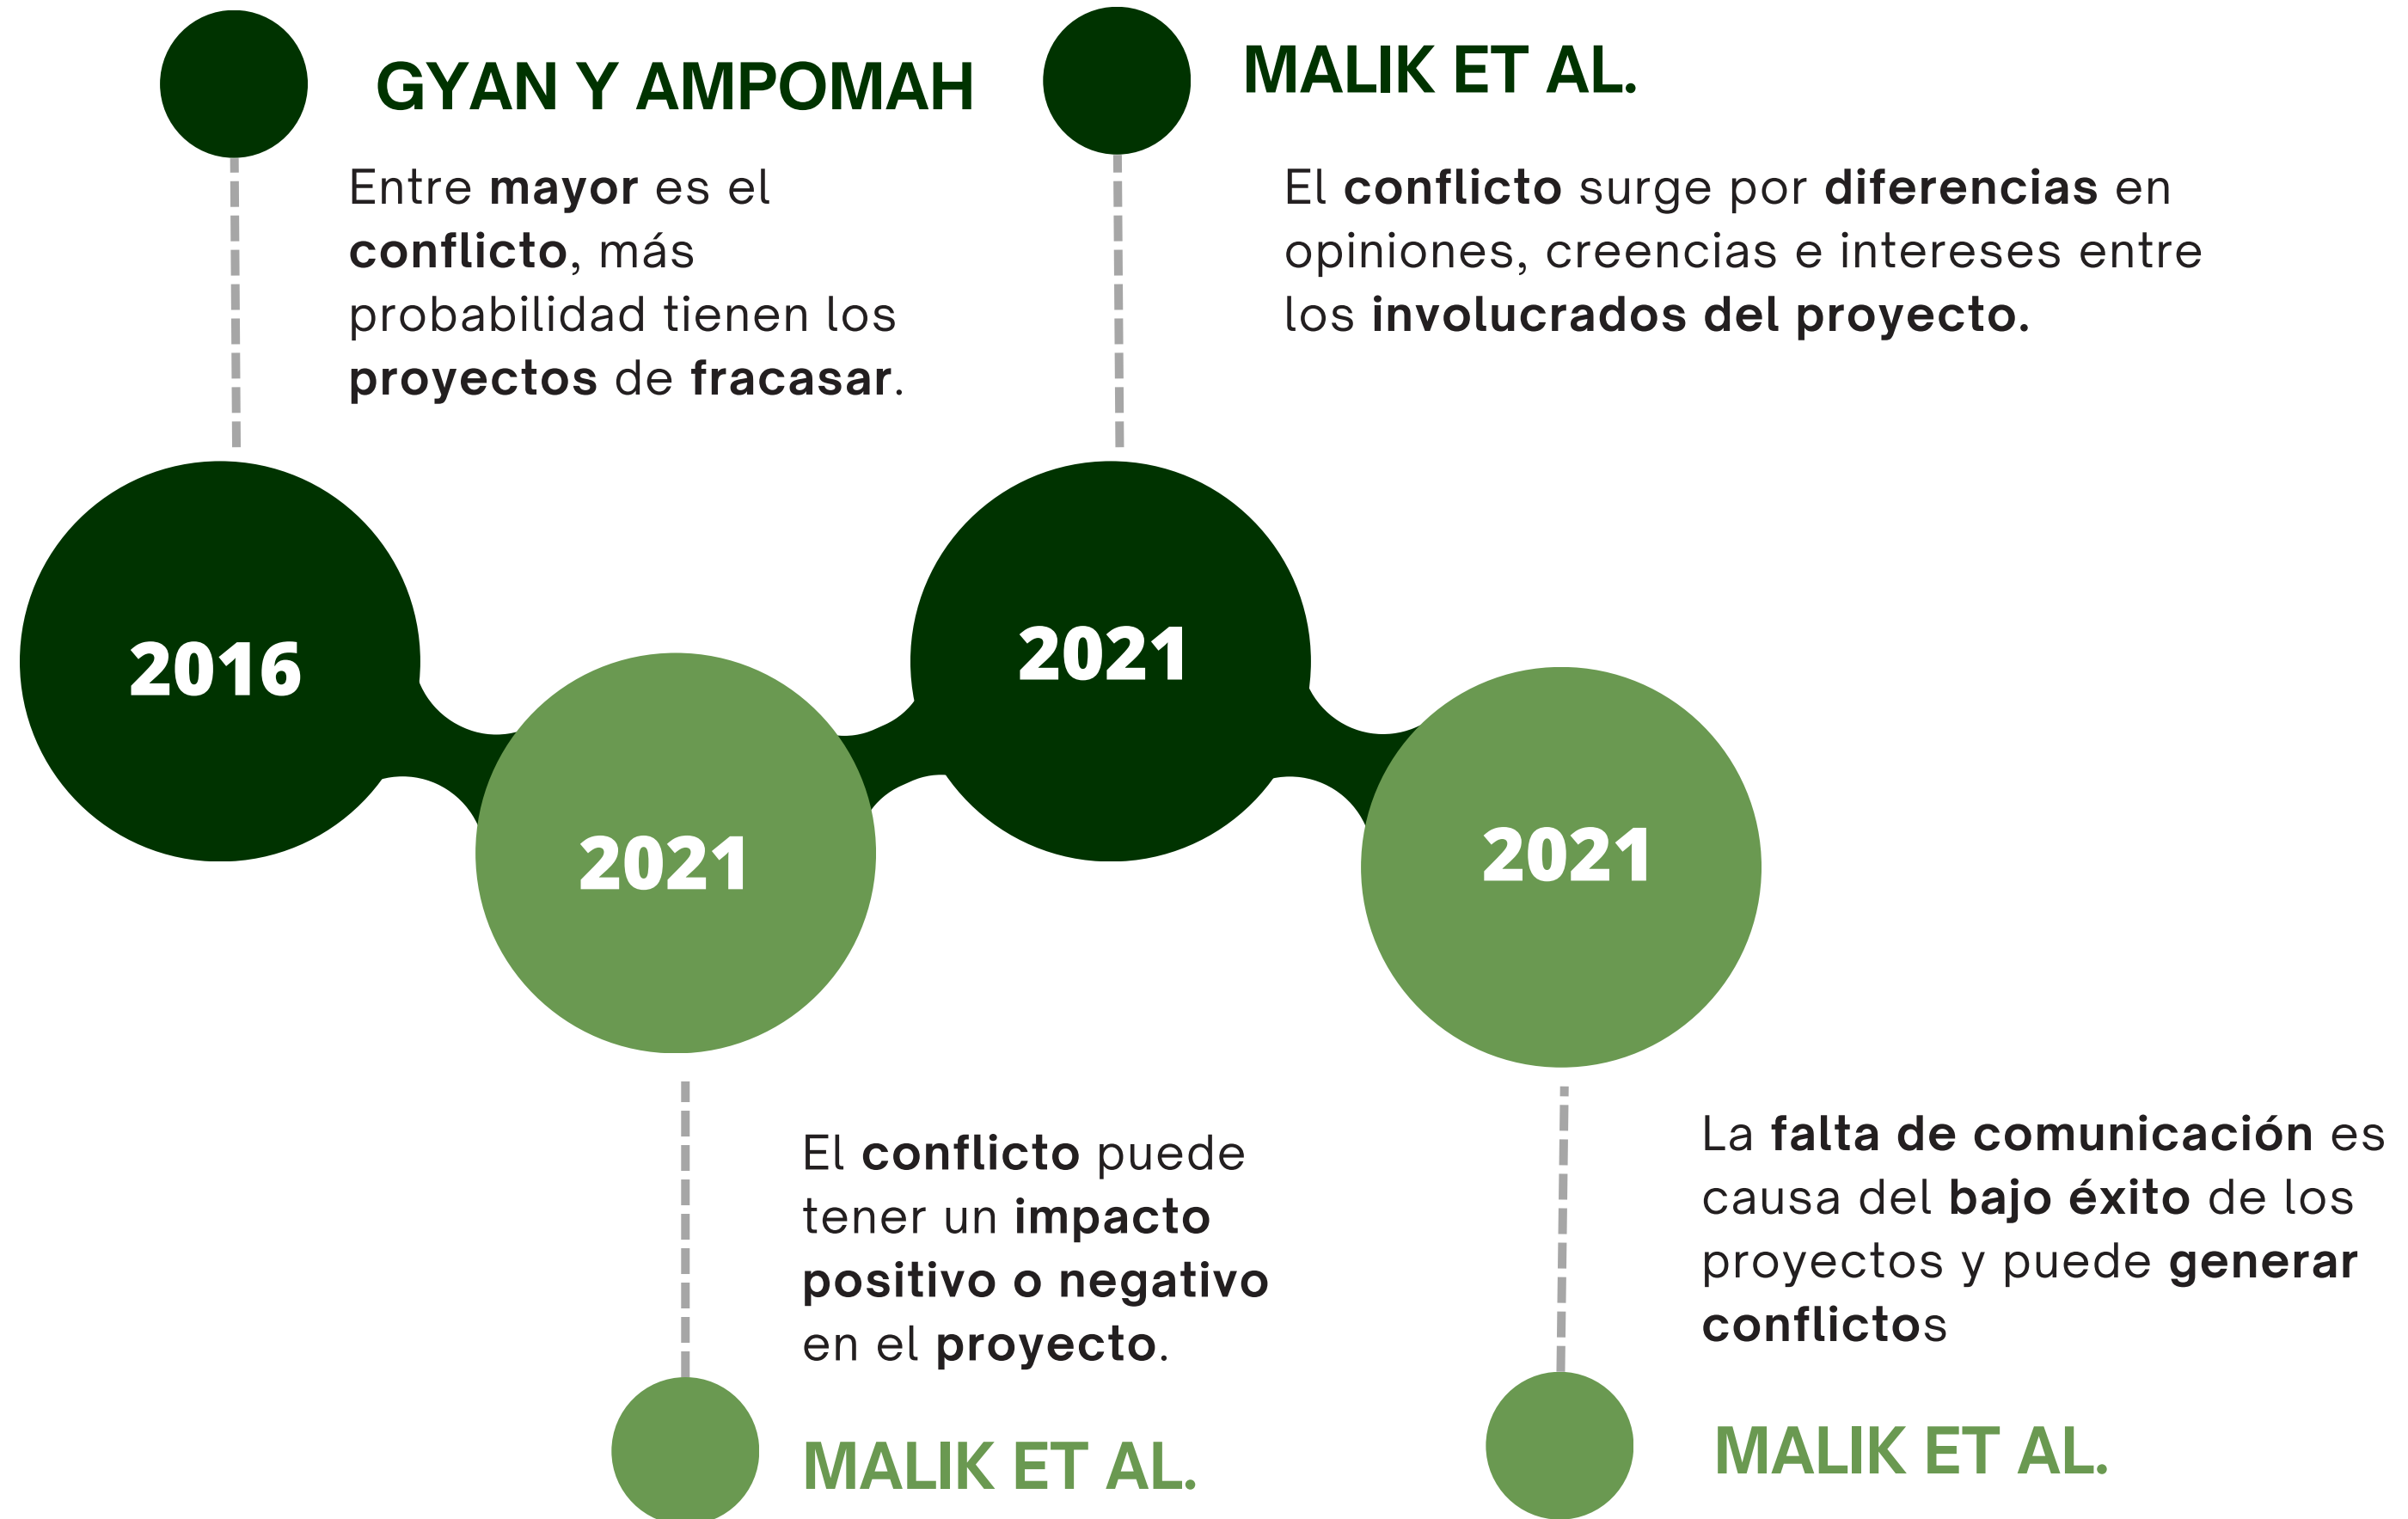 GYAN Y AMPOMAH
Entre mayor es el
conflicto, más
probabilidad tienen los
proyectos de fracasar.
MALIK ET AL.
El conflicto surge por diferencias en
opiniones, creencias e intereses entre
los involucrados del proyecto.
2016
2021
2021
2021
El conflicto puede
tener un impacto
positivo o negativo
en el proyecto.
MALIK ET AL.
La falta de comunicación es
causa del bajo éxito de los
proyectos y puede generar
conflictos
MALIK ET AL.